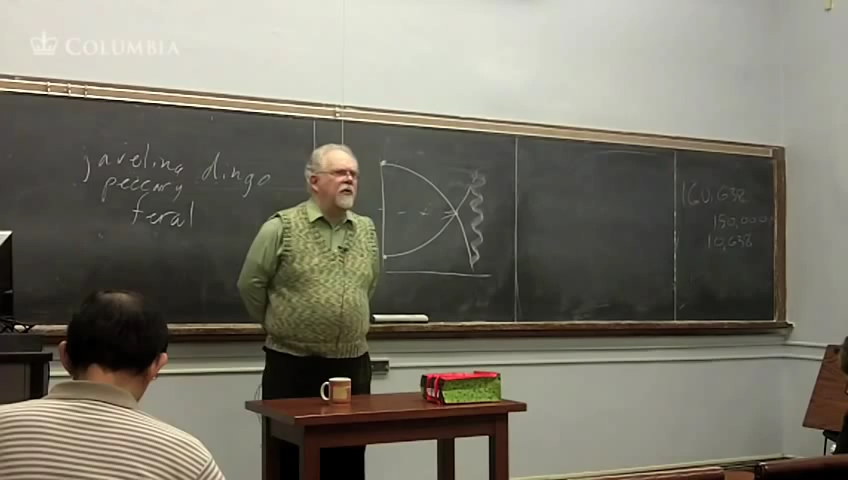 COLUMBIA
javelina dingo
peccary
feral
160,638
150,000
10,638